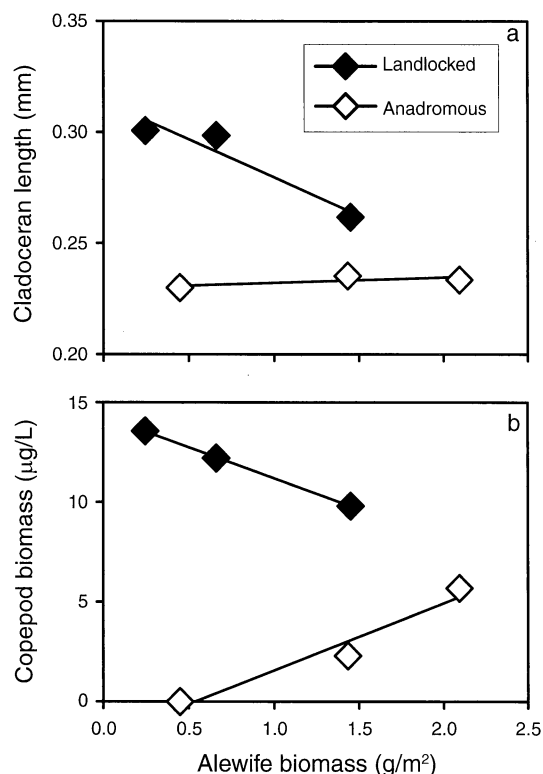 0.35
a
Landlocked
Anadromous
0.30
0.25
0.20
Cladoceran length (mm)
15
b
10
5
0
Copepod biomass (µg/L)
0.0 0.5 1.0 1.5 2.0 2.5
Alewife biomass (g/m²)